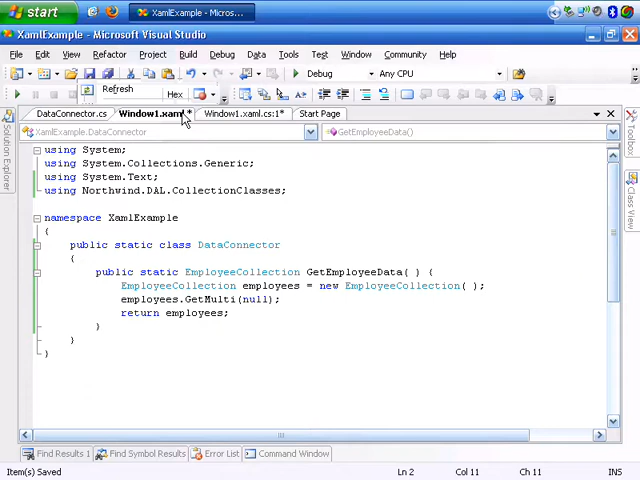 start
XamlExample - Micros...
XamlExample - Microsoft Visual Studio
File Edit View Refactor Project Build Debug Data Tools Test Window Community Help
Debug Any CPU
Refresh
Hex
DataConnector.cs Window1.xaml* Window1.xaml.cs:1* Start Page
XamlExample.DataConnector GetEmployeeData()
Solution Explorer
Toolbox
Class View
using System;
using System.Collections.Generic;
using System.Text;
using Northwind.DAL.CollectionClasses;
namespace XamlExample
{
public static class DataConnector
{
public static EmployeeCollection GetEmployeeData( ) {
EmployeeCollection employees = new EmployeeCollection( );
employees.GetMulti(null);
return employees;
}
}
}
Find Results 1 Find Symbol Results Error List Command Window
Item(s) Saved Ln 2 Col 11 Ch 11 INS